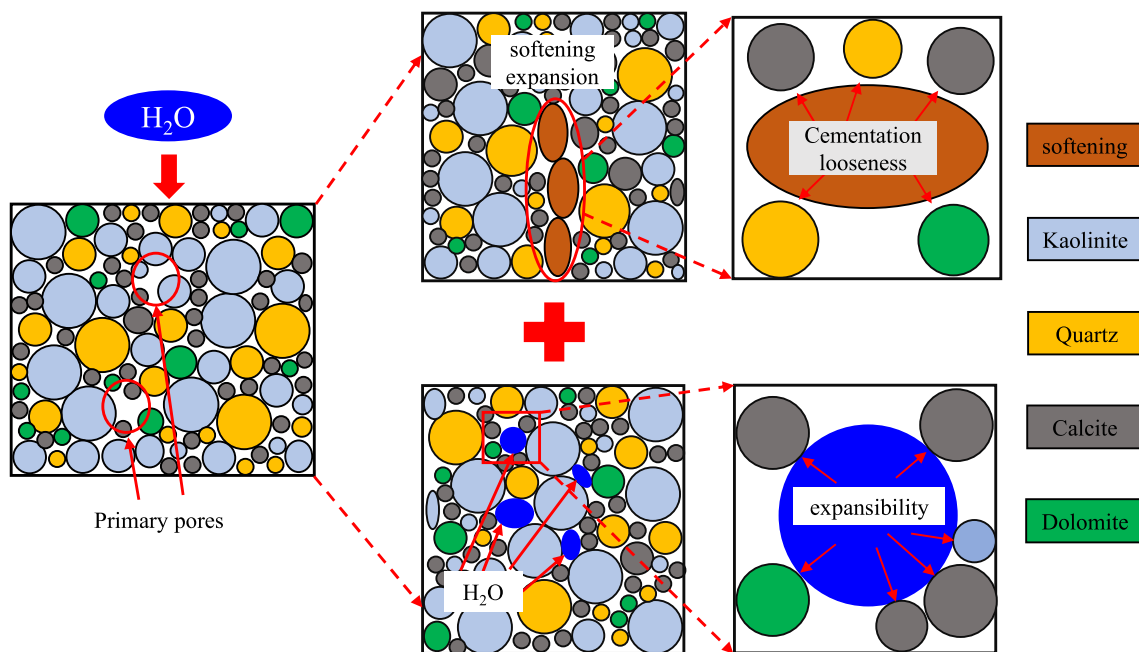 H₂O
Primary pores
softening
expansion
Cementation
looseness
H₂O
expansibility
softening
Kaolinite
Quartz
Calcite
Dolomite